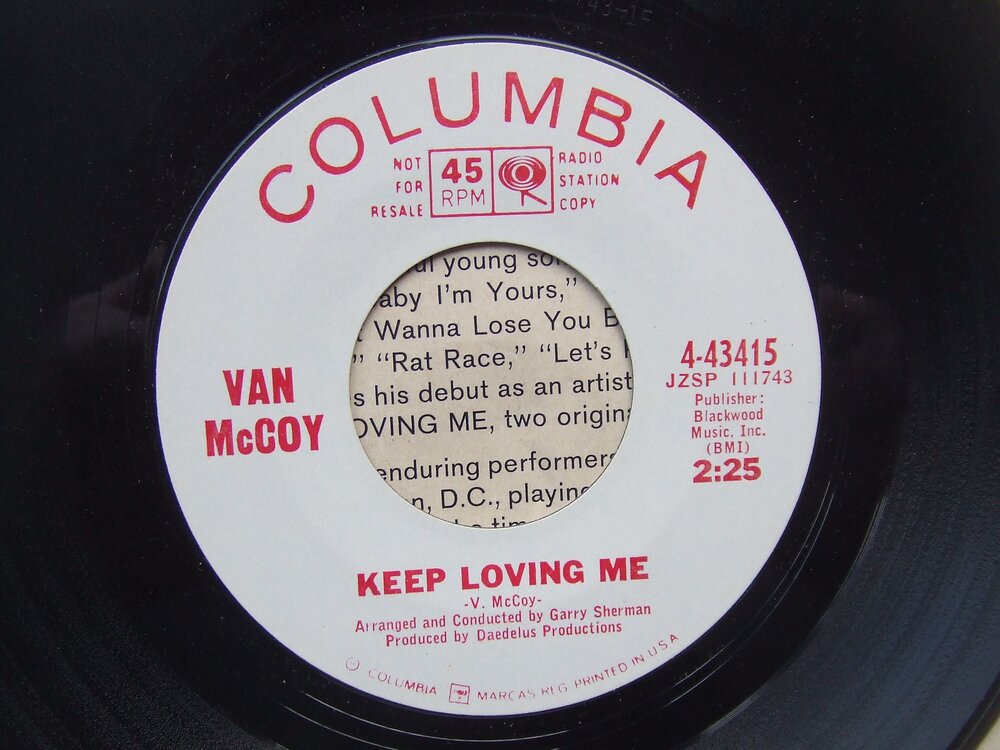 COLUMBIA
NOT FOR RESALE
45 RPM
RADIO STATION COPY
young
aby I'm Yours,"
Wanna Lose You B
" "Rat Race," "Let's
s his debut as an artist
OVING ME, two origin
enduring performers
n, D.C., playing
VAN
McCOY
4-43415
JZSP 111743
Publisher:
Blackwood
Music, Inc.
(BMI)
2:25
KEEP LOVING ME
-V. McCoy-
Arranged and Conducted by Garry Sherman
Produced by Daedelus Productions
COLUMBIA MARCAS REG PRINTED IN U.S.A